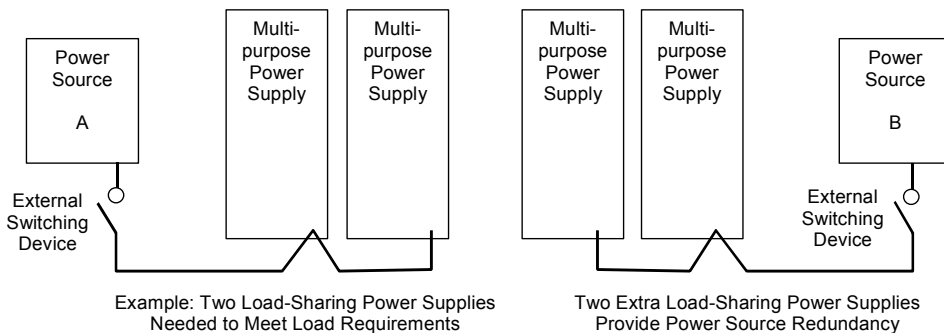 Power
Source
A
External
Switching
Device
Multi-
purpose
Power
Supply
Multi-
purpose
Power
Supply
Multi-
purpose
Power
Supply
Multi-
purpose
Power
Supply
Power
Source
B
External
Switching
Device
Example: Two Load-Sharing Power Supplies
Needed to Meet Load Requirements
Two Extra Load-Sharing Power Supplies
Provide Power Source Redundancy